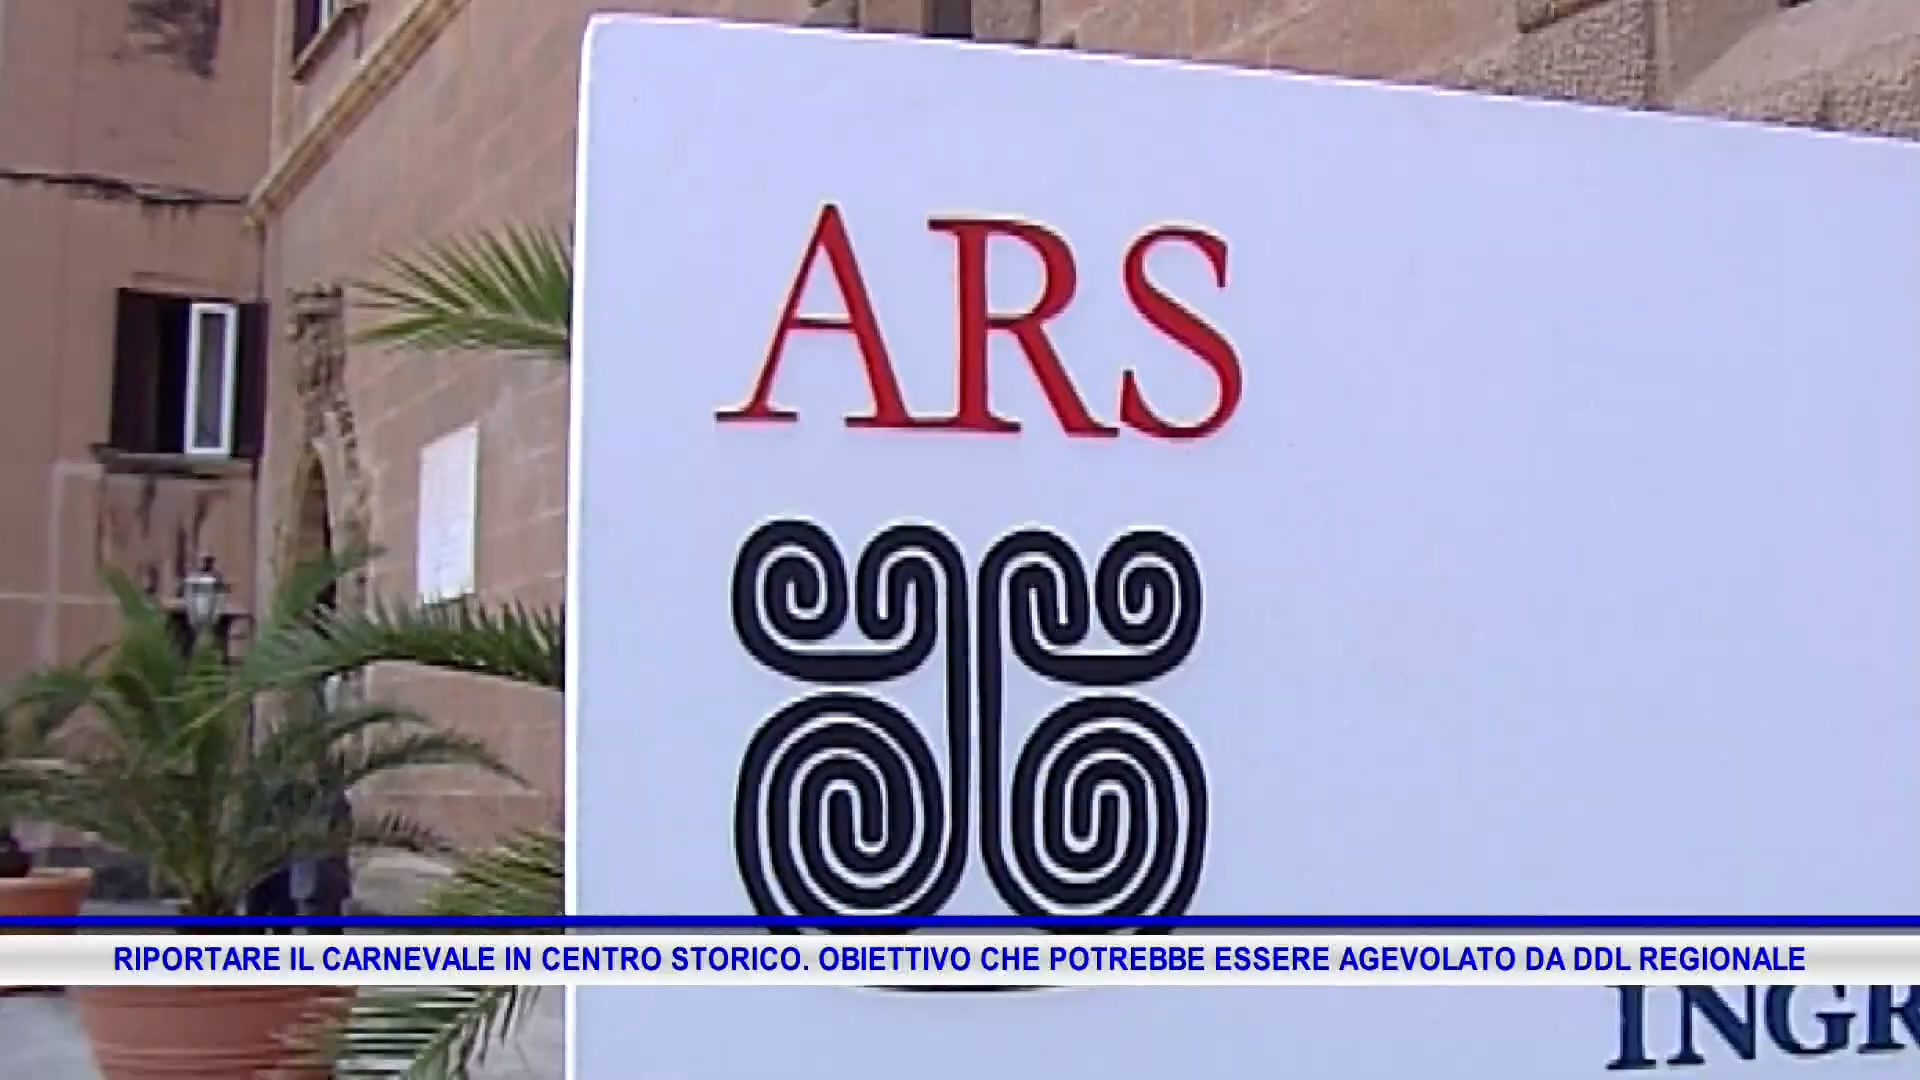 ARS
RIPORTARE IL CARNEVALE IN CENTRO STORICO. OBIETTIVO CHE POTREBBE ESSERE AGEVOLATO DA DDL REGIONALE
INGR